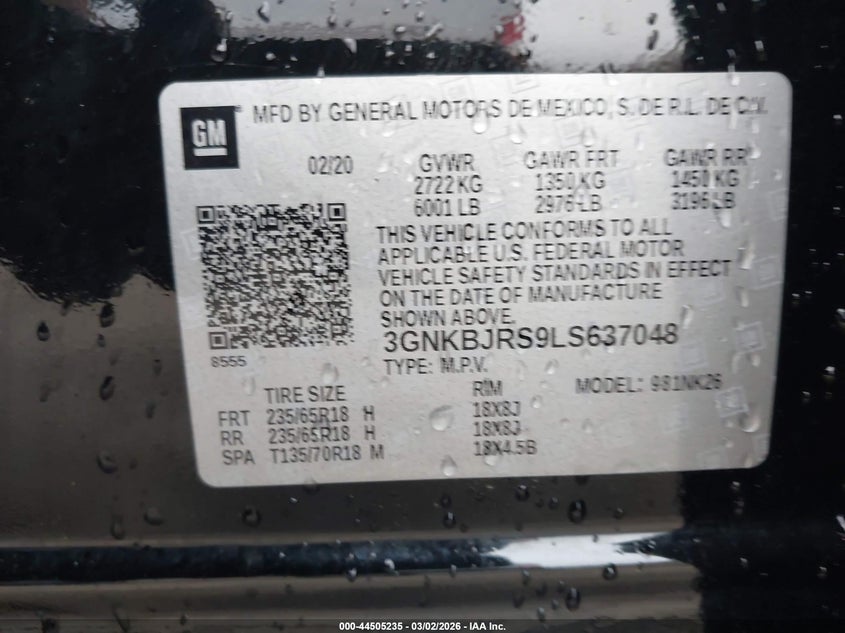 GM
MFD BY GENERAL MOTORS DE MEXICO, S. DE R.L. DE C.V.
02/20 GVWR GAWR FRT GAWR RR
2722 KG 1350 KG 1450 KG
6001 LB 2976 LB 3196 LB
THIS VEHICLE CONFORMS TO ALL
APPLICABLE U.S. FEDERAL MOTOR
VEHICLE SAFETY STANDARDS IN EFFECT
ON THE DATE OF MANUFACTURE
SHOWN ABOVE.
3GNKBJRS9LS637048
8555
TYPE: M.P.V.
TIRE SIZE RIM MODEL: 981NK26
FRT 235/65R18 H 18X8J
RR 235/65R18 H 18X8J
SPA T135/70R18 M 18X4.5B
000-44505235 - 03/02/2026 - IAA Inc.